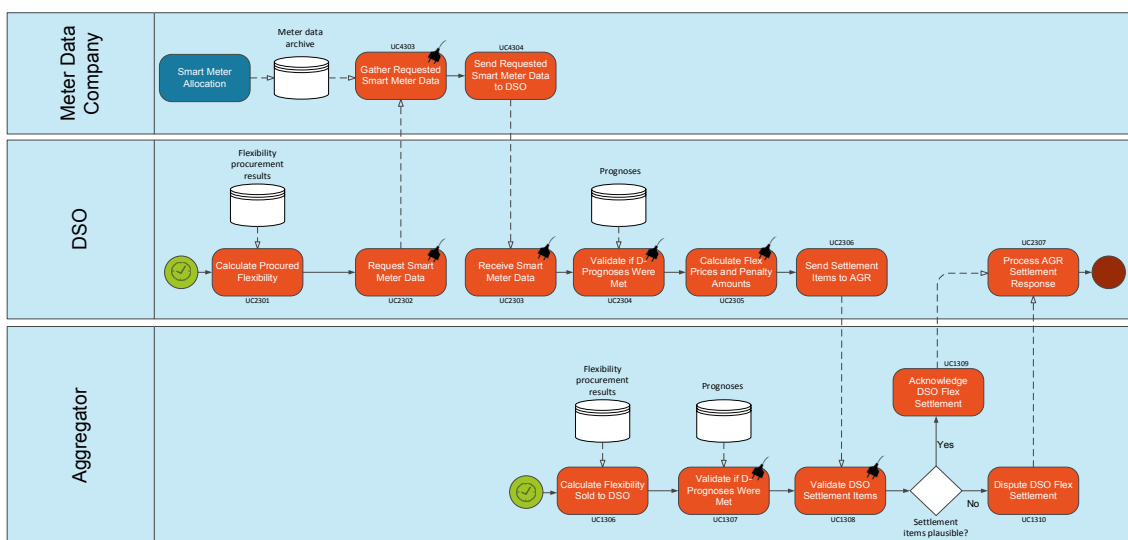 Meter Data
Company
Smart Meter
Allocation
Meter data
archive
UC4303
Gather Requested
Smart Meter Data
UC4304
Send Requested
Smart Meter Data
to DSO
DSO
Flexibility
procurement
results
Calculate Procured
Flexibility
UC2301
Request Smart
Meter Data
UC2302
Receive Smart
Meter Data
UC2303
Prognoses
Validate if D-
Prognoses Were
Met
UC2304
Calculate Flex
Prices and Penalty
Amounts
UC2305
UC2306
Send Settlement
Items to AGR
UC2307
Process AGR
Settlement
Response
Aggregator
Flexibility
procurement
results
Calculate Flexibility
Sold to DSO
UC1306
Prognoses
Validate if D-
Prognoses Were
Met
UC1307
Validate DSO
Settlement Items
UC1308
Settlement
items plausible?
Yes
UC1309
Acknowledge
DSO Flex
Settlement
No
Dispute DSO Flex
Settlement
UC1310